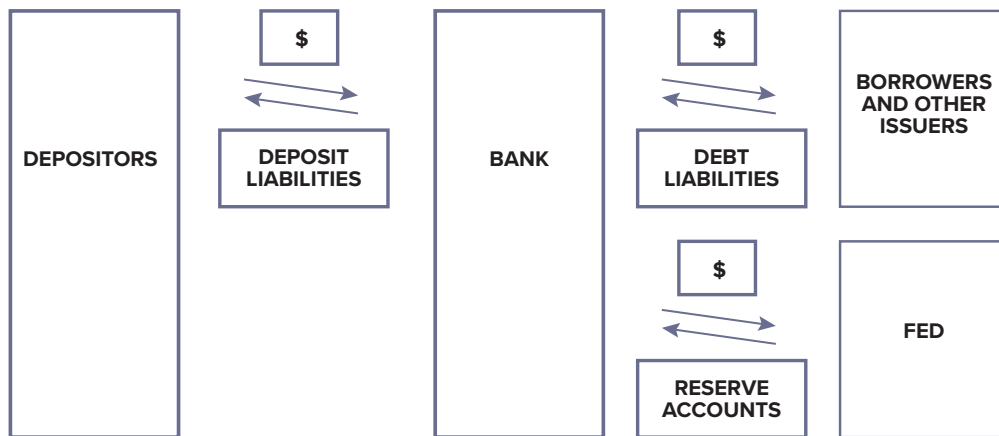 DEPOSITORS
$
DEPOSIT
LIABILITIES
BANK
$
DEBT
LIABILITIES
BORROWERS
AND OTHER
ISSUERS
$
RESERVE
ACCOUNTS
FED